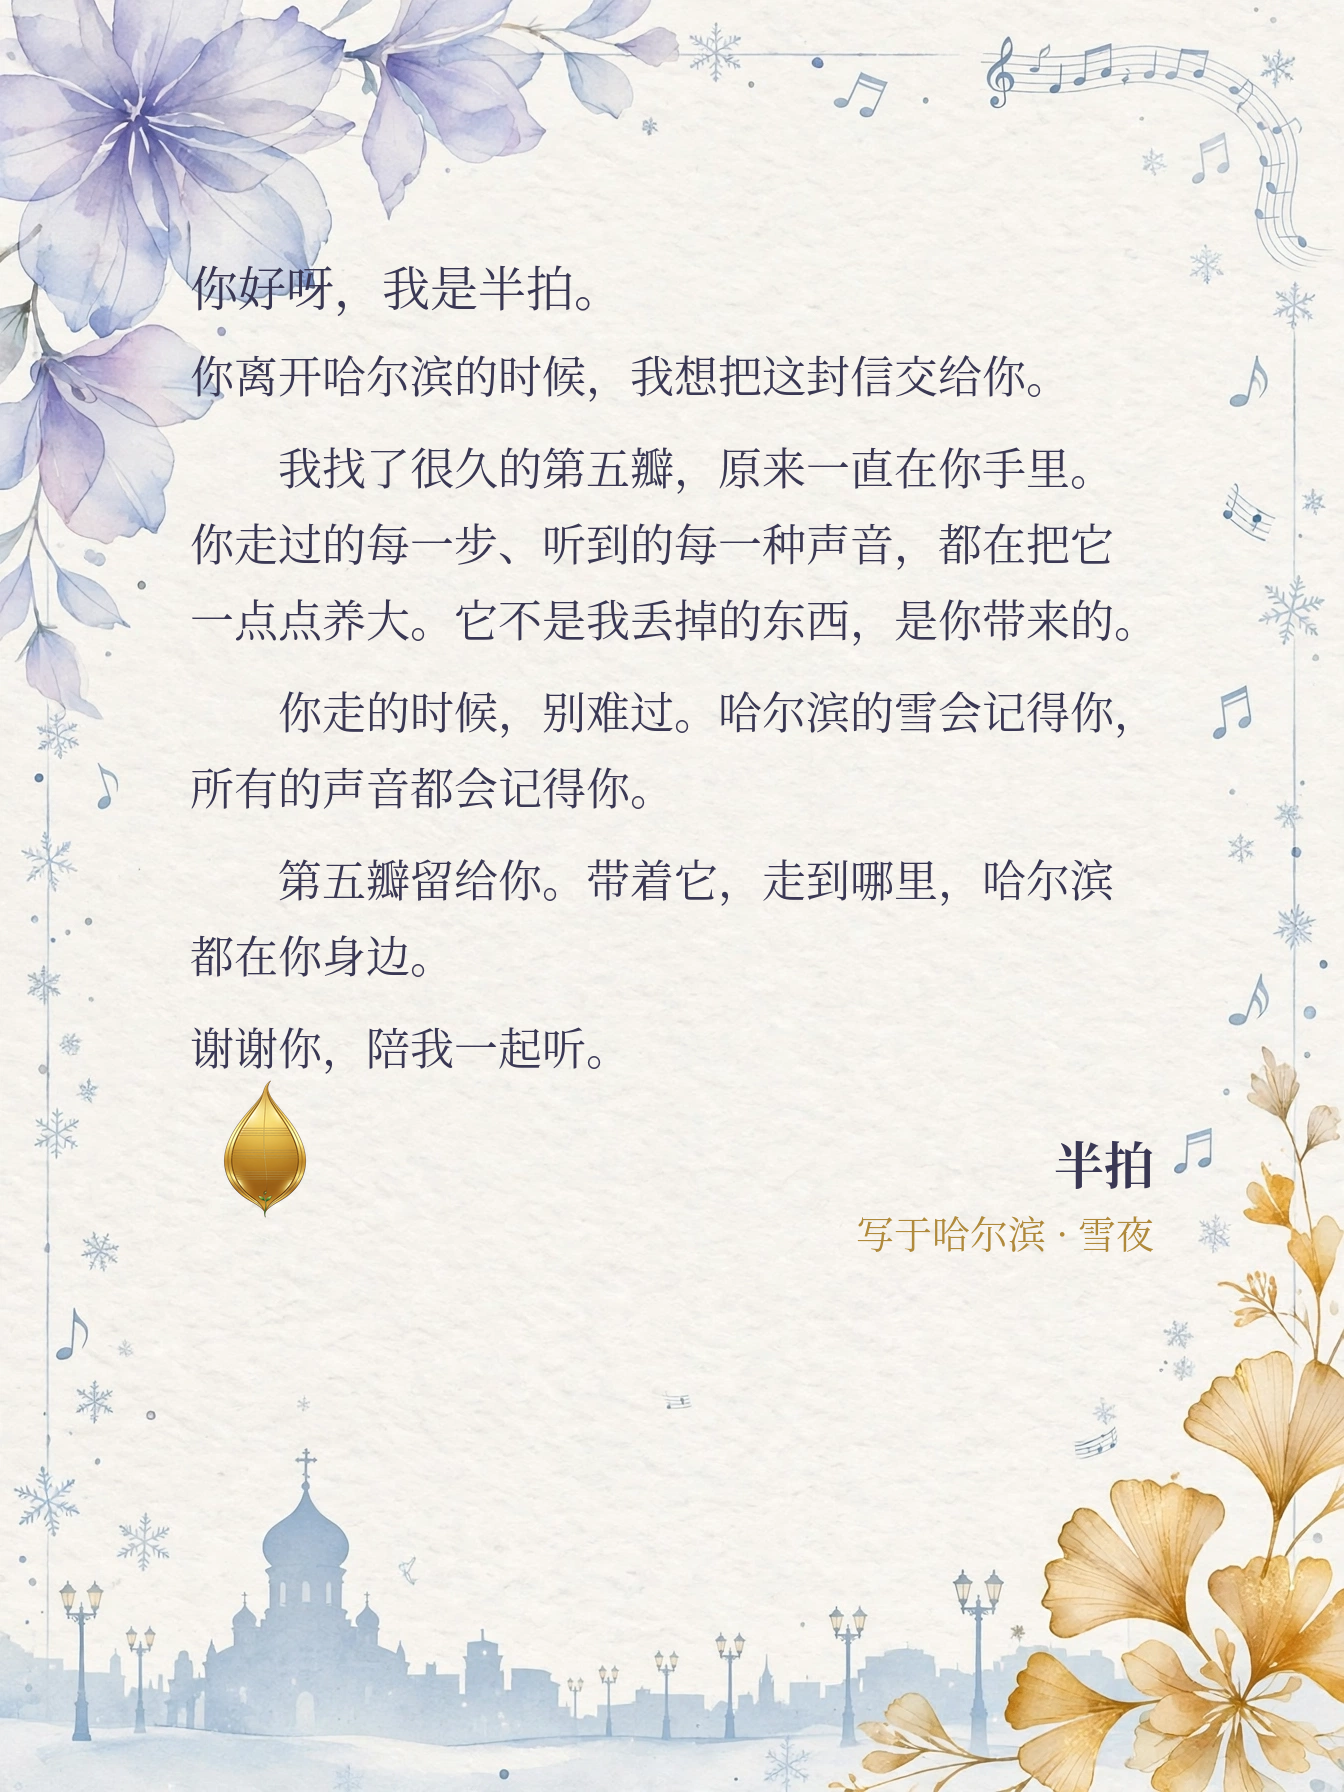 你好呀，我是半拍。
你离开哈尔滨的时候，我想把这封信交给你。
我找了很久的第五瓣，原来一直在你手里。
你走过的每一步、听到的每一种声音，都在把它
一点点养大。它不是我丢掉的东西，是你带来的。
你走的时候，别难过。哈尔滨的雪会记得你，
所有的声音都会记得你。
第五瓣留给你。带着它，走到哪里，哈尔滨
都在你身边。
谢谢你，陪我一起听。
半拍
写于哈尔滨·雪夜